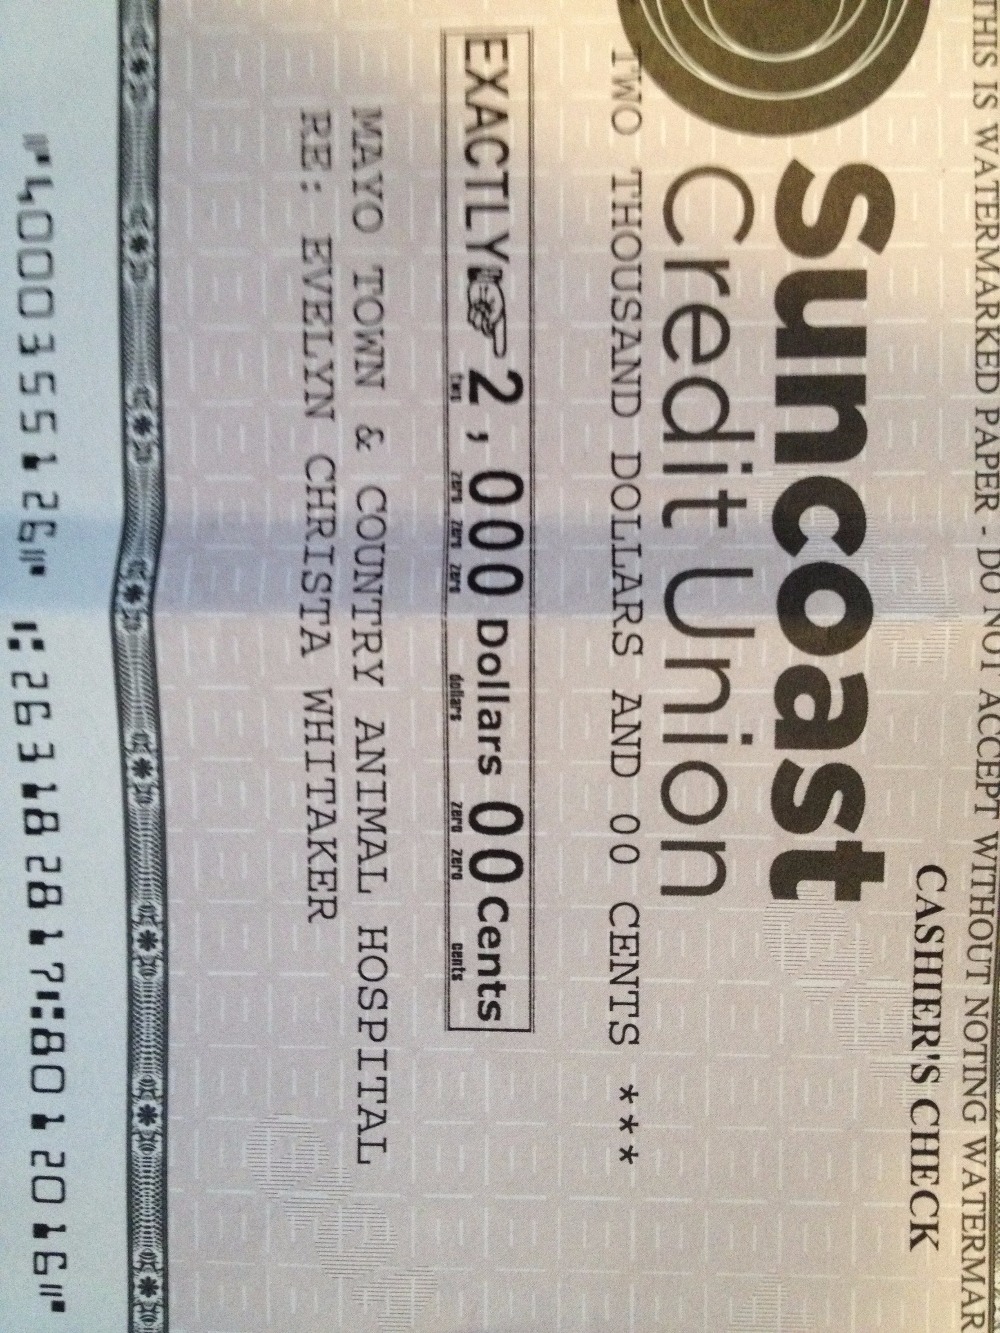 THIS IS WATERMARKED PAPER - DO NOT ACCEPT WITHOUT NOTING WATERMAR
CASHIER'S CHECK
suncoast
Credit Union
TWO THOUSAND DOLLARS AND 00 CENTS ***
EXACTLY☞2,000 Dollars 00 Cents
two zero zero zero dollars zero zero cents
MAYO TOWN & COUNTRY ANIMAL HOSPITAL
RE: EVELYN CHRISTA WHITAKER
⑈4000355126⑈ ⑆263182817⑆8012016⑈